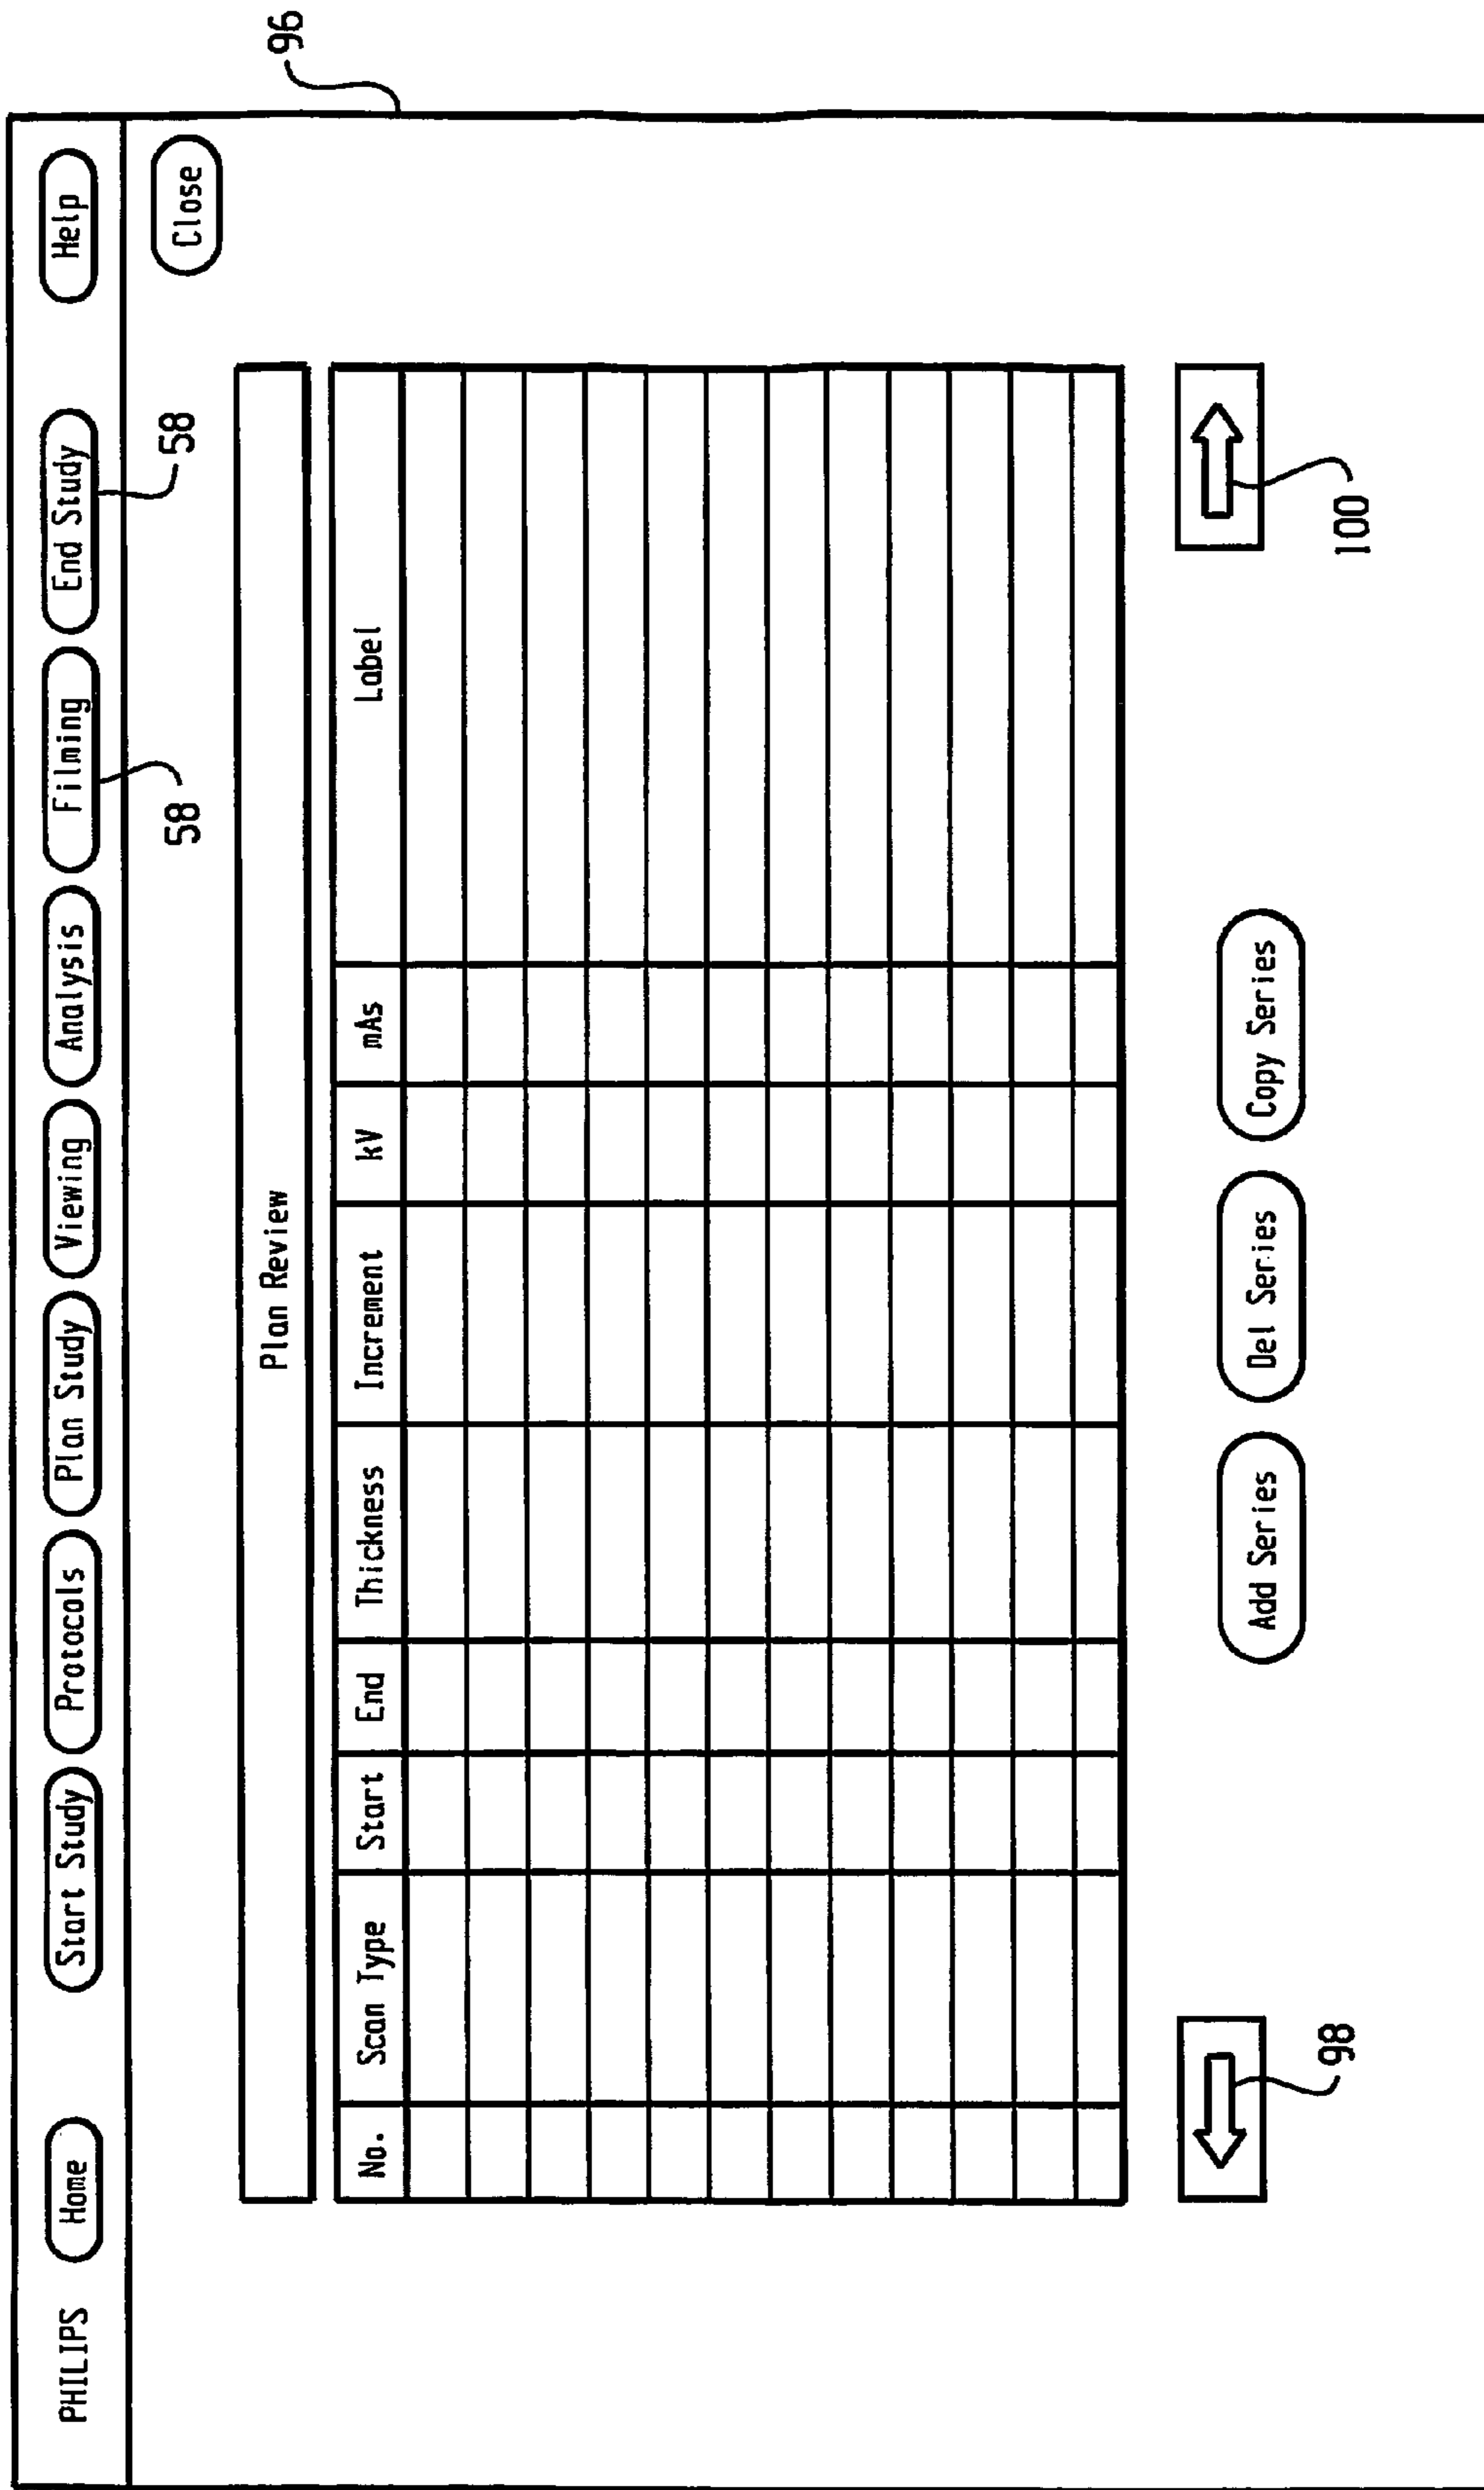 96
PHILIPS Home Start Study Protocols Plan Study Viewing Analysis Filming End Study Help
58 58 Close
Plan Review
No. Scan Type Start End Thickness Increment kV mAs Label
Add Series Del Series Copy Series
98 100